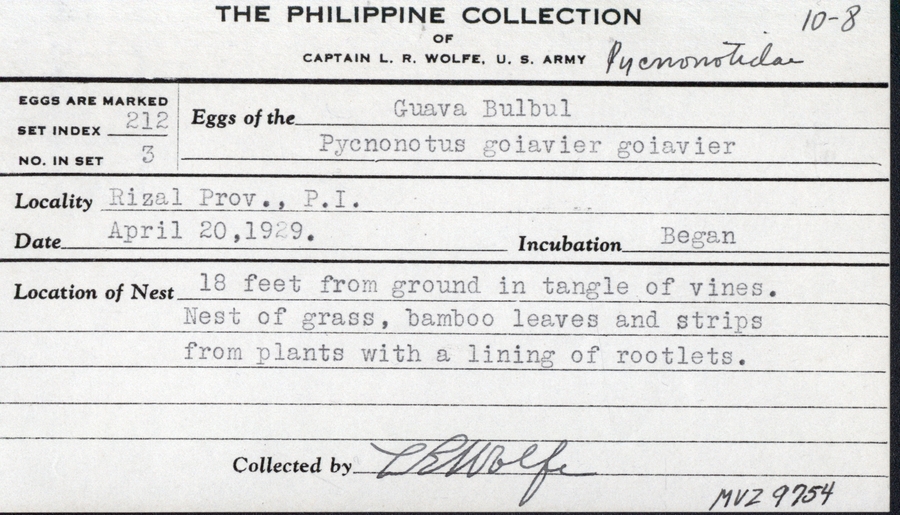 THE PHILIPPINE COLLECTION
10-8
OF
CAPTAIN L. R. WOLFE, U. S. ARMY
Pycnonotidae
EGGS ARE MARKED
SET INDEX 212
NO. IN SET 3
Eggs of the Guava Bulbul
Pycnonotus goiavier goiavier
Locality Rizal Prov., P.I.
Date April 20,1929. Incubation Began
Location of Nest 18 feet from ground in tangle of vines.
Nest of grass, bamboo leaves and strips
from plants with a lining of rootlets.
Collected by L R Wolfe
MVZ 9754